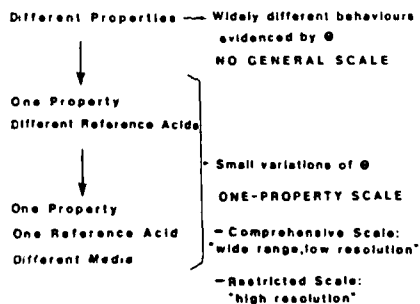 Different Properties
Widely different behaviours
evidenced by θ
NO GENERAL SCALE
One Property
Different Reference Acids
Small variations of θ
ONE-PROPERTY SCALE
One Property
One Reference Acid
Different Media
-Comprehensive Scale:
"wide range, low resolution"
-Restricted Scale:
"high resolution"